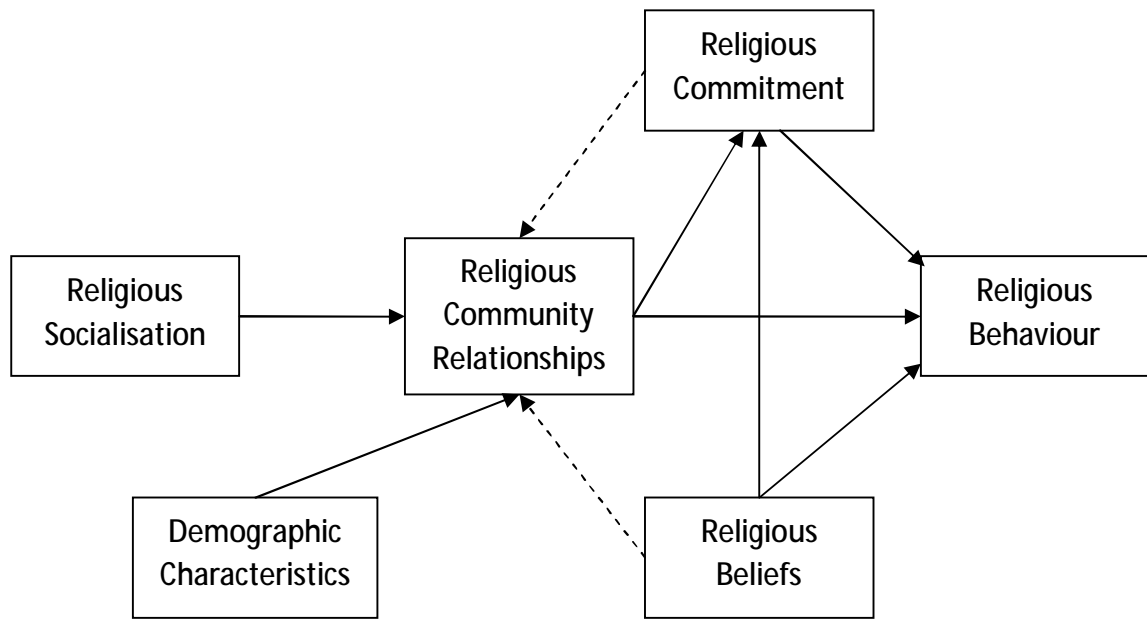 Religious
Commitment
Religious
Socialisation
Religious
Community
Relationships
Religious
Behaviour
Demographic
Characteristics
Religious
Beliefs